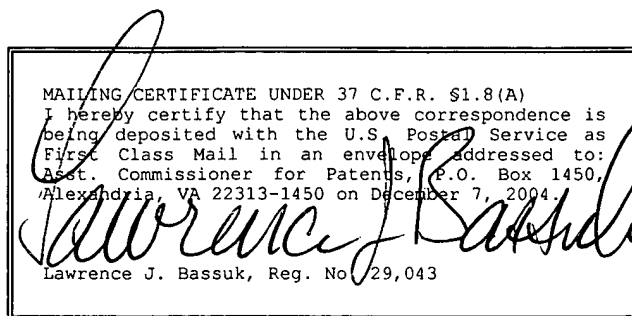 MAILING CERTIFICATE UNDER 37 C.F.R. §1.8(A)
I hereby certify that the above correspondence is
being deposited with the U.S. Postal Service as
First Class Mail in an envelope addressed to:
Asst. Commissioner for Patents, P.O. Box 1450,
Alexandria, VA 22313-1450 on December 7, 2004.
Lawrence J Bassuk
Lawrence J. Bassuk, Reg. No. 29,043